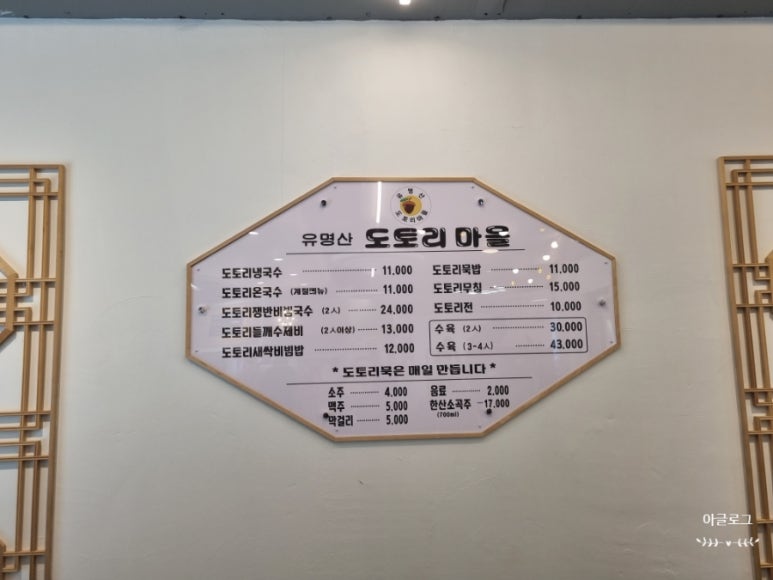 유명산
도토리마을
유명산 도토리 마을
도토리냉국수 11.000
도토리온국수 (계절메뉴) 11.000
도토리쟁반비빔국수 (2人) 24,000
도토리들깨수제비 (2人이상) 13,000
도토리새싹비빔밥 12,000
도토리묵밥 11.000
도토리무침 15,000
도토리전 10,000
수육 (2人) 30.000
수육 (3-4人) 43.000
* 도토리묵은 매일 만듭니다 *
소주 4.000
맥주 5.000
막걸리 5.000
음료 2.000
한산소곡주 17.000
(700ml)
아글로그